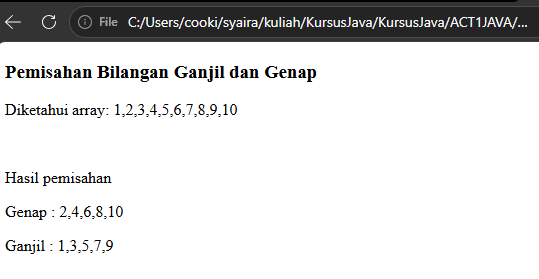 File C:/Users/cooki/syaira/kuliah/KursusJava/KursusJava/ACT1JAVA/...
Pemisahan Bilangan Ganjil dan Genap
Diketahui array: 1,2,3,4,5,6,7,8,9,10
Hasil pemisahan
Genap : 2,4,6,8,10
Ganjil : 1,3,5,7,9